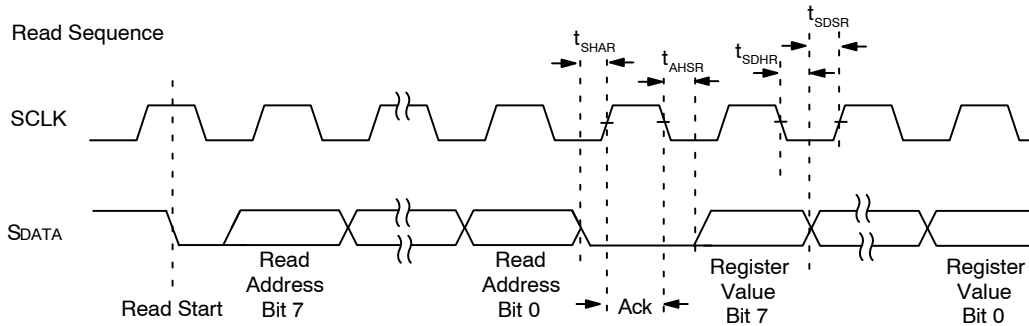 Read Sequence
tSHAR
tAHSR
tSDHR
tSDSR
SCLK
SDATA
Read Start
Read
Address
Bit 7
Read
Address
Bit 0
Ack
Register
Value
Bit 7
Register
Value
Bit 0